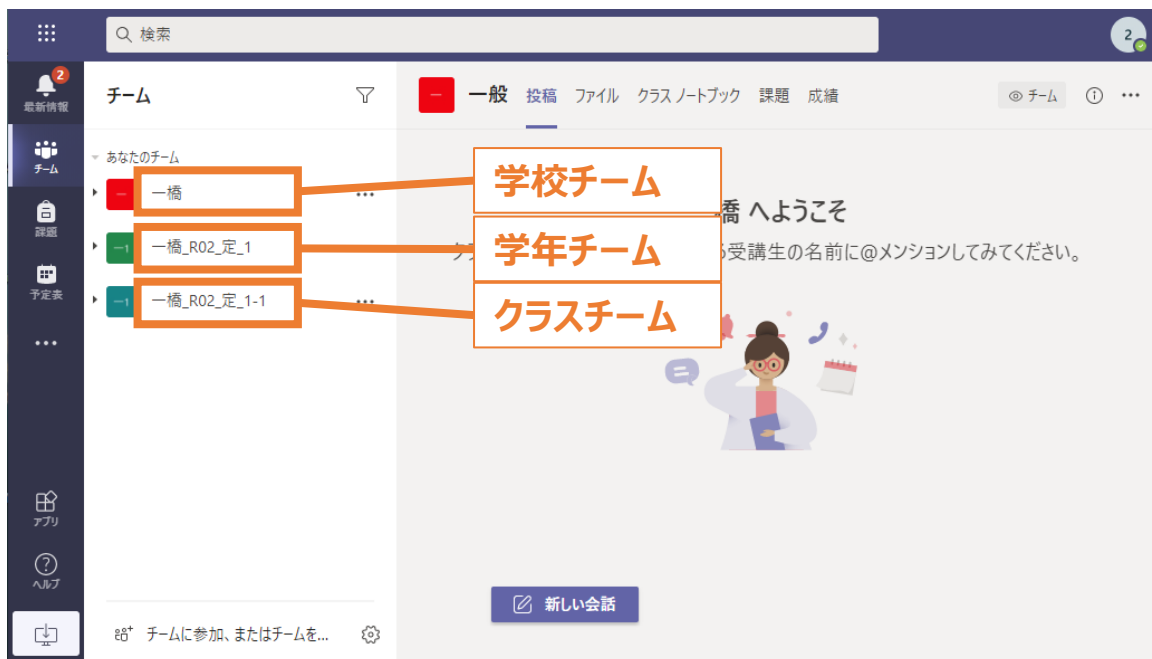 検索
2
2
最新情報
チーム
課題
予定表
アプリ
ヘルプ
チーム
あなたのチーム
一橋
一橋_R02_定_1
一橋_R02_定_1-1
チームに参加、またはチームを...
一般 投稿 ファイル クラス ノートブック 課題 成績
チーム
学校チーム
学年チーム
クラスチーム
橋 へようこそ
受講生の名前に@メンションしてみてください。
新しい会話